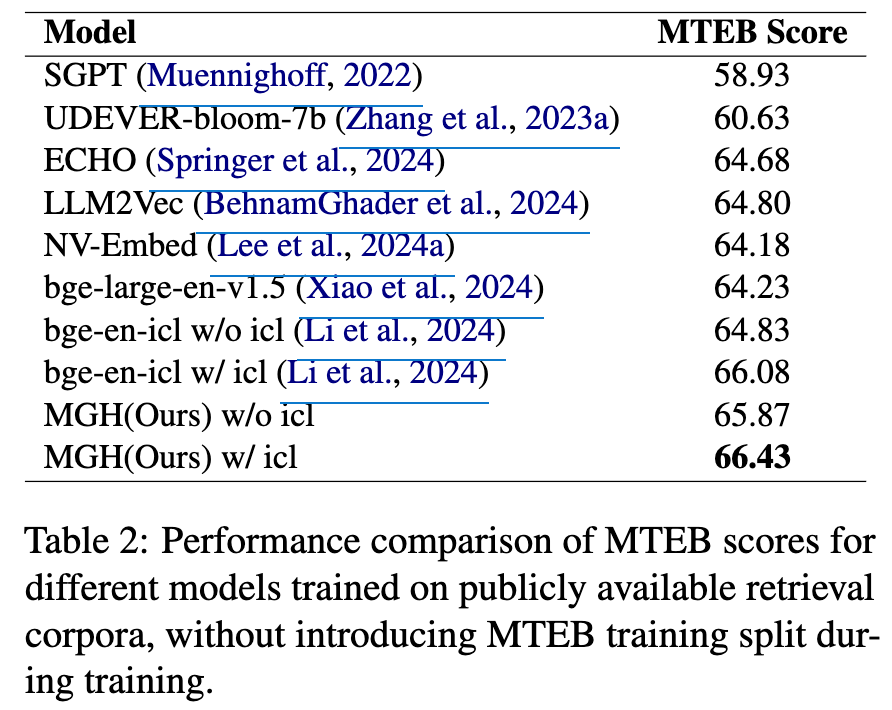 Model MTEB Score
SGPT (Muennighoff, 2022) 58.93
UDEVER-bloom-7b (Zhang et al., 2023a) 60.63
ECHO (Springer et al., 2024) 64.68
LLM2Vec (BehnamGhader et al., 2024) 64.80
NV-Embed (Lee et al., 2024a) 64.18
bge-large-en-v1.5 (Xiao et al., 2024) 64.23
bge-en-icl w/o icl (Li et al., 2024) 64.83
bge-en-icl w/ icl (Li et al., 2024) 66.08
MGH(Ours) w/o icl 65.87
MGH(Ours) w/ icl 66.43
Table 2: Performance comparison of MTEB scores for
different models trained on publicly available retrieval
corpora, without introducing MTEB training split dur-
ing training.